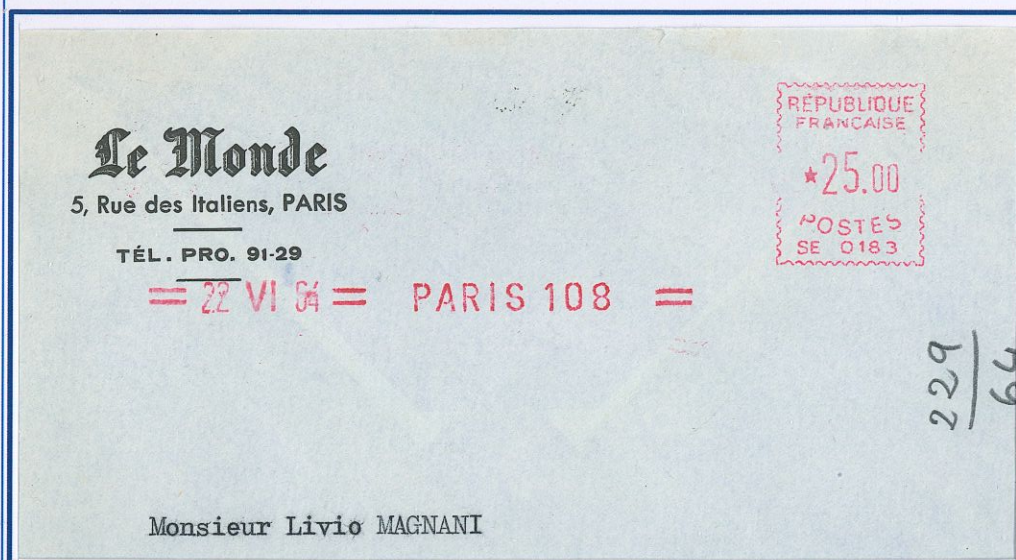 Le Monde
5, Rue des Italiens, PARIS
TÉL. PRO. 91-29
RÉPUBLIQUE
FRANCAISE
*25.00
POSTES
SE 0183
= 22 VI 64 = PARIS 108 =
229
64
Monsieur Livio MAGNANI